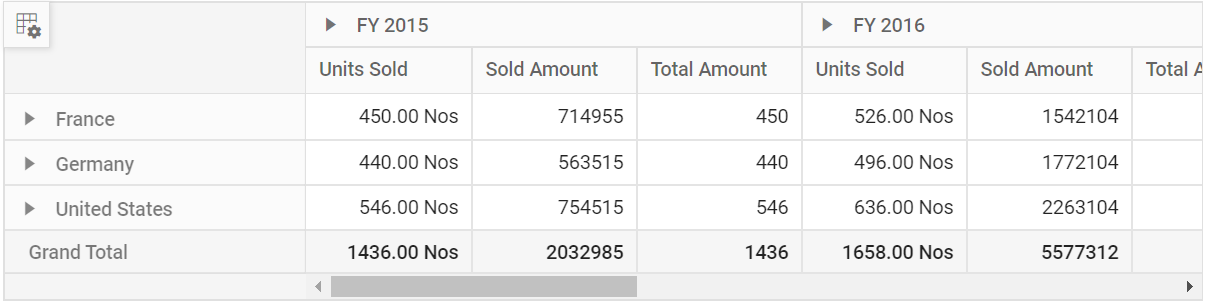 FY 2015 FY 2016
Units Sold Sold Amount Total Amount Units Sold Sold Amount Total A
France 450.00 Nos 714955 450 526.00 Nos 1542104
Germany 440.00 Nos 563515 440 496.00 Nos 1772104
United States 546.00 Nos 754515 546 636.00 Nos 2263104
Grand Total 1436.00 Nos 2032985 1436 1658.00 Nos 5577312